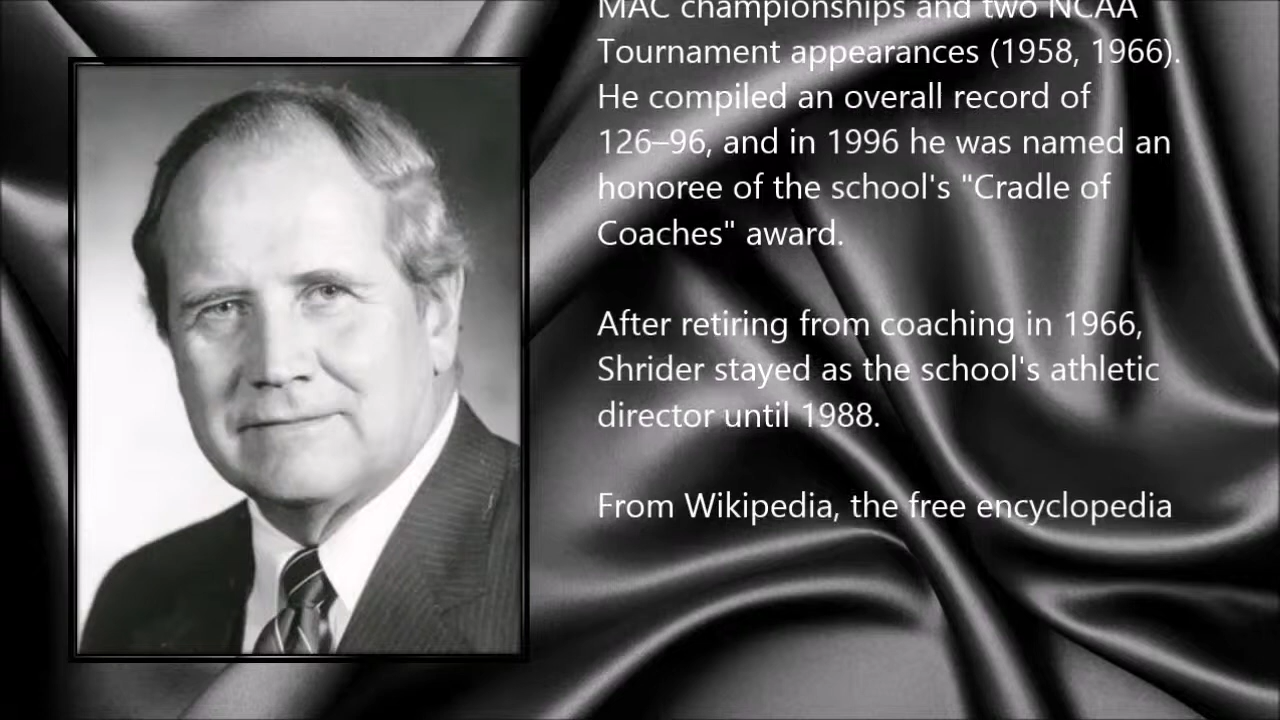 MAC championships and two NCAA
Tournament appearances (1958, 1966).
He compiled an overall record of
126–96, and in 1996 he was named an
honoree of the school's "Cradle of
Coaches" award.
After retiring from coaching in 1966,
Shrider stayed as the school's athletic
director until 1988.
From Wikipedia, the free encyclopedia